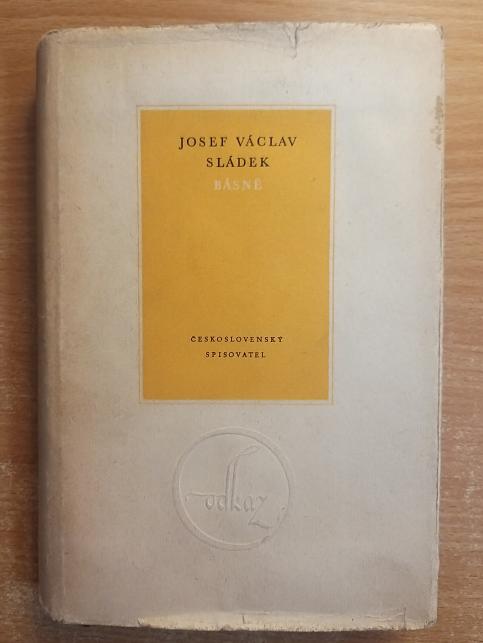 JOSEF VÁCLAV
SLÁDEK
BÁSNĚ
ČESKOSLOVENSKÝ
SPISOVATEL
odkaz